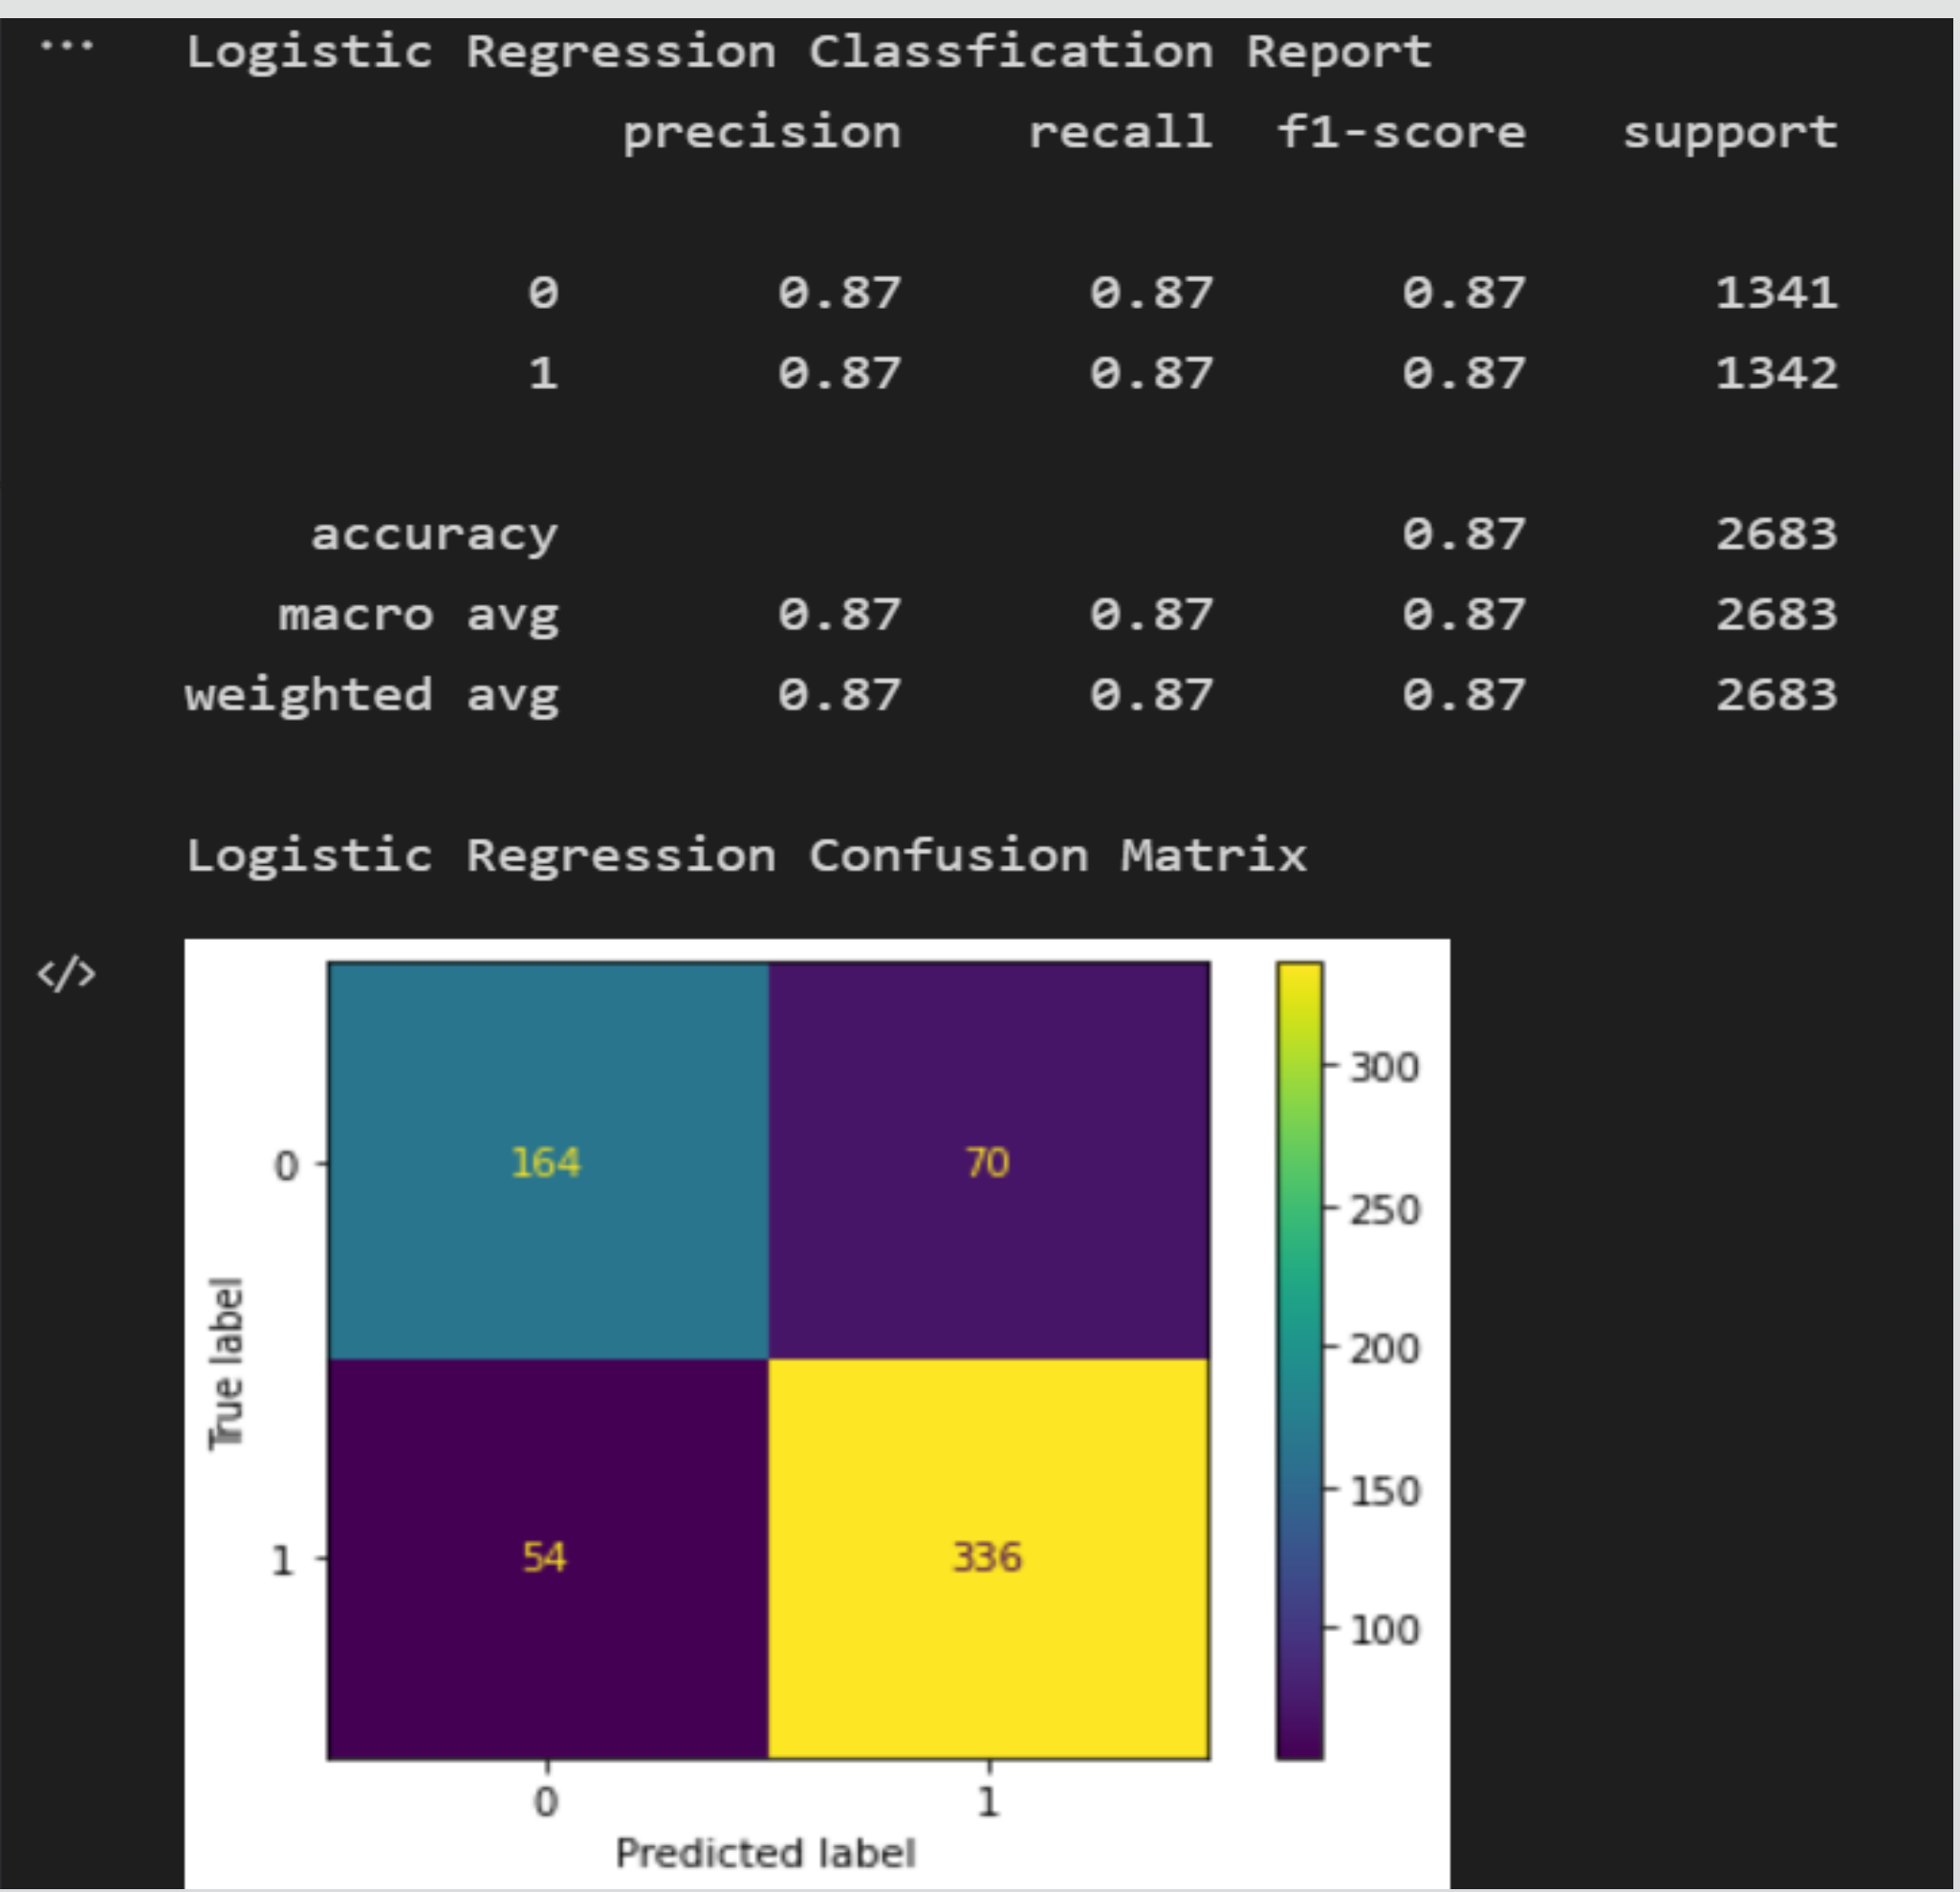 ...
Logistic Regression Classfication Report
precision recall f1-score support
0 0.87 0.87 0.87 1341
1 0.87 0.87 0.87 1342
accuracy 0.87 2683
macro avg 0.87 0.87 0.87 2683
weighted avg 0.87 0.87 0.87 2683
Logistic Regression Confusion Matrix
</>
300
0 164 70
250
True label
200
150
1 54 336
100
0 1
Predicted label